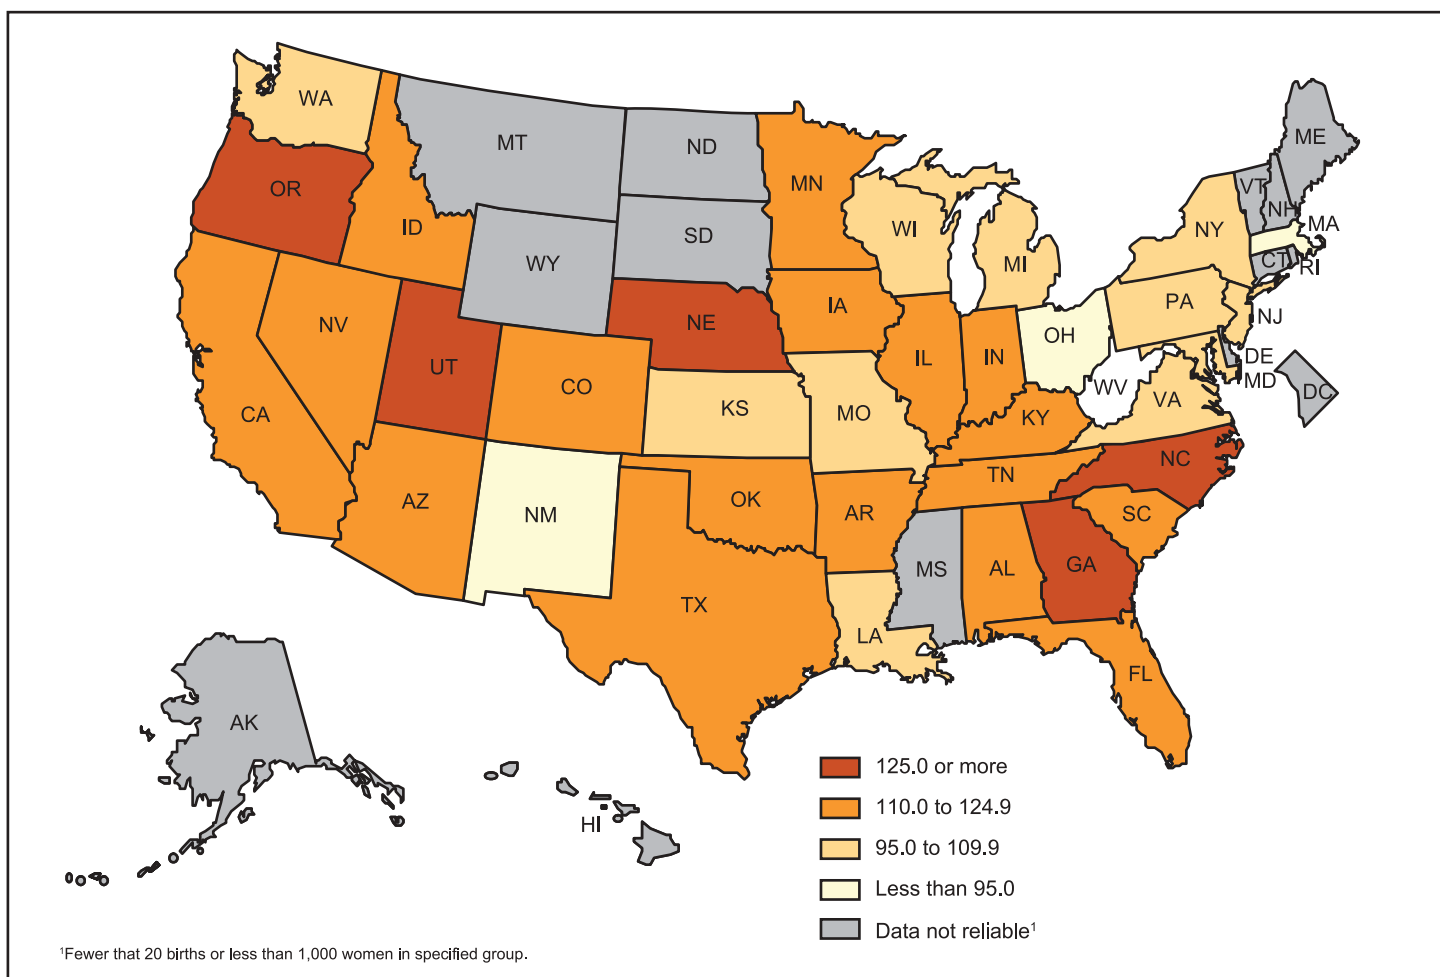 WA
MT
ND
ME
MN
VT
OR
NH
ID
SD
WI
NY
MA
WY
MI
CT
RI
PA
IA
NE
NV
OH
NJ
IL
IN
UT
DE
CO
WV
MD
DC
KS
VA
CA
MO
KY
NC
TN
AZ
OK
NM
AR
SC
MS
AL
GA
TX
LA
FL
AK
HI
125.0 or more
110.0 to 124.9
95.0 to 109.9
Less than 95.0
Data not reliable¹
¹Fewer that 20 births or less than 1,000 women in specified group.